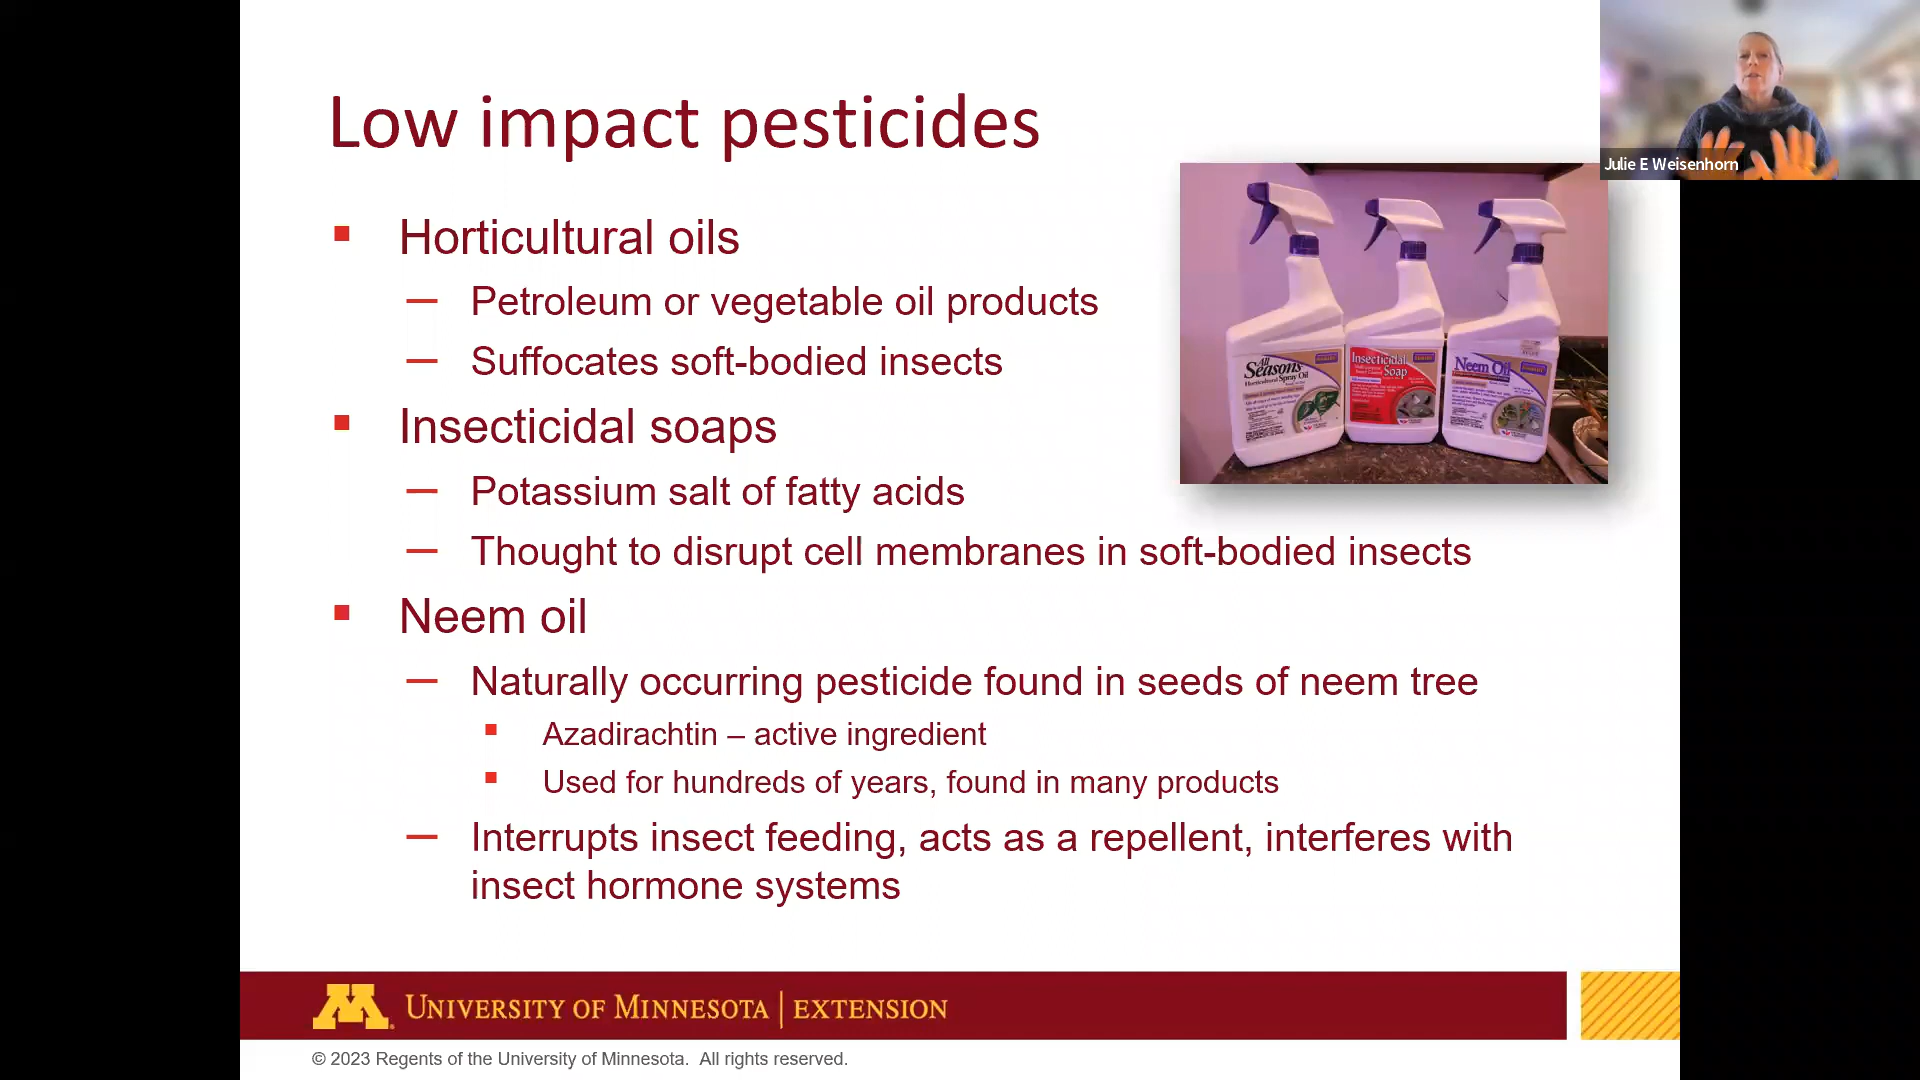 Low impact pesticides
Julie E Weisenhorn
Horticultural oils
Petroleum or vegetable oil products
Suffocates soft-bodied insects
All Seasons
Horticultural Spray Oil
Insecticidal
Soap
Neem Oil
Insecticidal soaps
Potassium salt of fatty acids
Thought to disrupt cell membranes in soft-bodied insects
Neem oil
Naturally occurring pesticide found in seeds of neem tree
Azadirachtin – active ingredient
Used for hundreds of years, found in many products
Interrupts insect feeding, acts as a repellent, interferes with
insect hormone systems
M UNIVERSITY OF MINNESOTA | EXTENSION
© 2023 Regents of the University of Minnesota. All rights reserved.